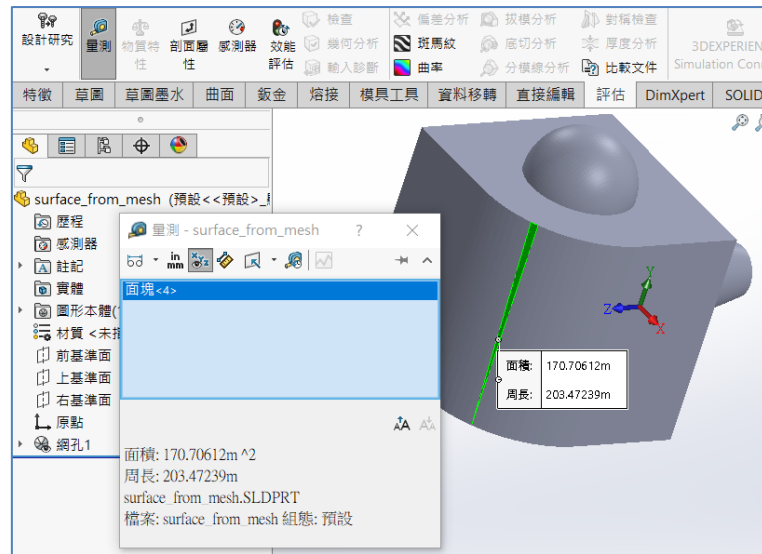 設計研究
量測
物質特性
剖面屬性
感測器
效能評估
檢查
幾何分析
輸入診斷
偏差分析
斑馬紋
曲率
拔模分析
底切分析
分模線分析
對稱檢查
厚度分析
比較文件
3DEXPERIEN
Simulation Con
特徵 草圖 草圖墨水 曲面 鈑金 熔接 模具工具 資料移轉 直接編輯 評估 DimXpert SOLID
surface_from_mesh (預設<<預設>_
歷程
感測器
註記
實體
圖形本體(
材質 <未
前基準面
上基準面
右基準面
原點
網孔1
量測 - surface_from_mesh ? ×
in
mm
XYZ
面塊<4>
AA AA
面積: 170.70612m ^2
周長: 203.47239m
surface_from_mesh.SLDPRT
檔案: surface_from_mesh 組態: 預設
面積: 170.70612m
周長: 203.47239m
Y
Z
X